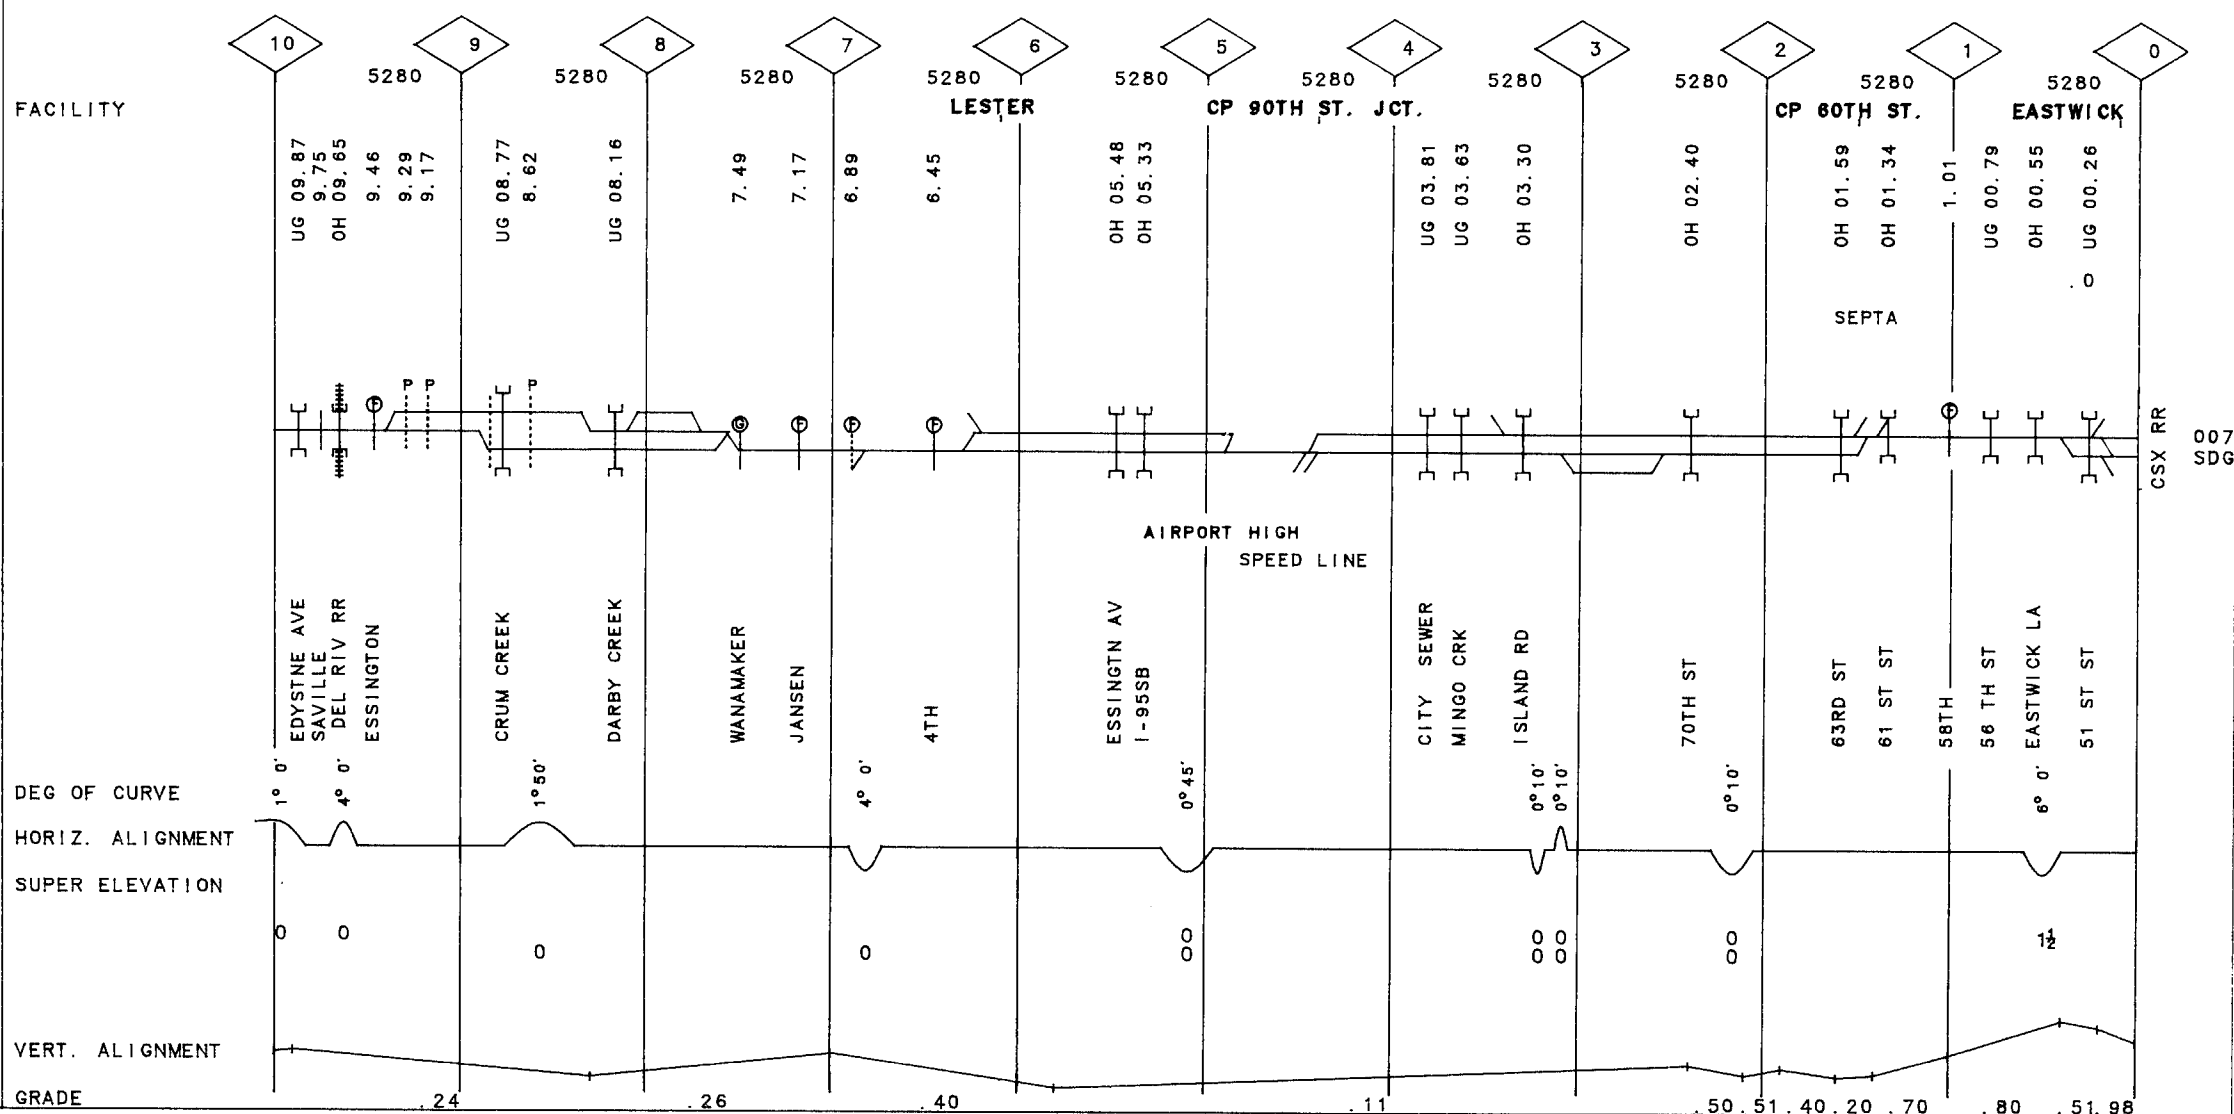 10 9 8 7 6 5 4 3 2 1 0
5280 5280 5280 5280 5280 5280 5280 5280 5280 5280
FACILITY LESTER CP 90TH ST. JCT. CP 60TH ST. EASTWICK
UG 09.87
9.75
OH 09.65
9.46
9.29
9.17
UG 08.77
8.62
UG 08.16
7.49
7.17
6.89
6.45
OH 05.48
OH 05.33
UG 03.81
UG 03.63
OH 03.30
OH 02.40
OH 01.59
OH 01.34
1.01
UG 00.79
OH 00.55
UG 00.26
.0
SEPTA
P P P
F G F F F F
CSX RR
007
SDG
AIRPORT HIGH
SPEED LINE
EDYSTNE AVE
SAVILLE
DEL RIV RR
ESSINGTON
CRUM CREEK
DARBY CREEK
WANAMAKER
JANSEN
4TH
ESSINGTN AV
I-95SB
CITY SEWER
MINGO CRK
ISLAND RD
70TH ST
63RD ST
61 ST ST
58TH
56 TH ST
EASTWICK LA
51 ST ST
DEG OF CURVE 1° 0' 4° 0' 1°50' 4° 0' 0°45' 0°10' 0°10' 0°10' 6° 0'
HORIZ. ALIGNMENT
SUPER ELEVATION
0 0 0 0 0 0 1½
0 0 0 0 0 0
VERT. ALIGNMENT
GRADE .24 .26 .40 .11 .50 .51 .40 .20 .70 .80 .51 .98